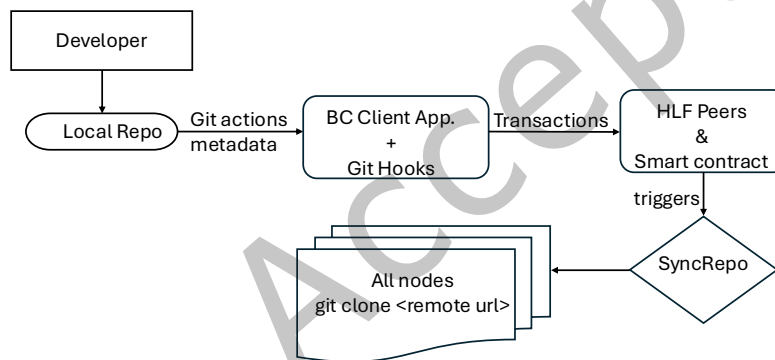 Developer
Local Repo
Git actions
metadata
BC Client App.
+
Git Hooks
Transactions
HLF Peers
&
Smart contract
triggers
SyncRepo
All nodes
git clone <remote url>
Accep